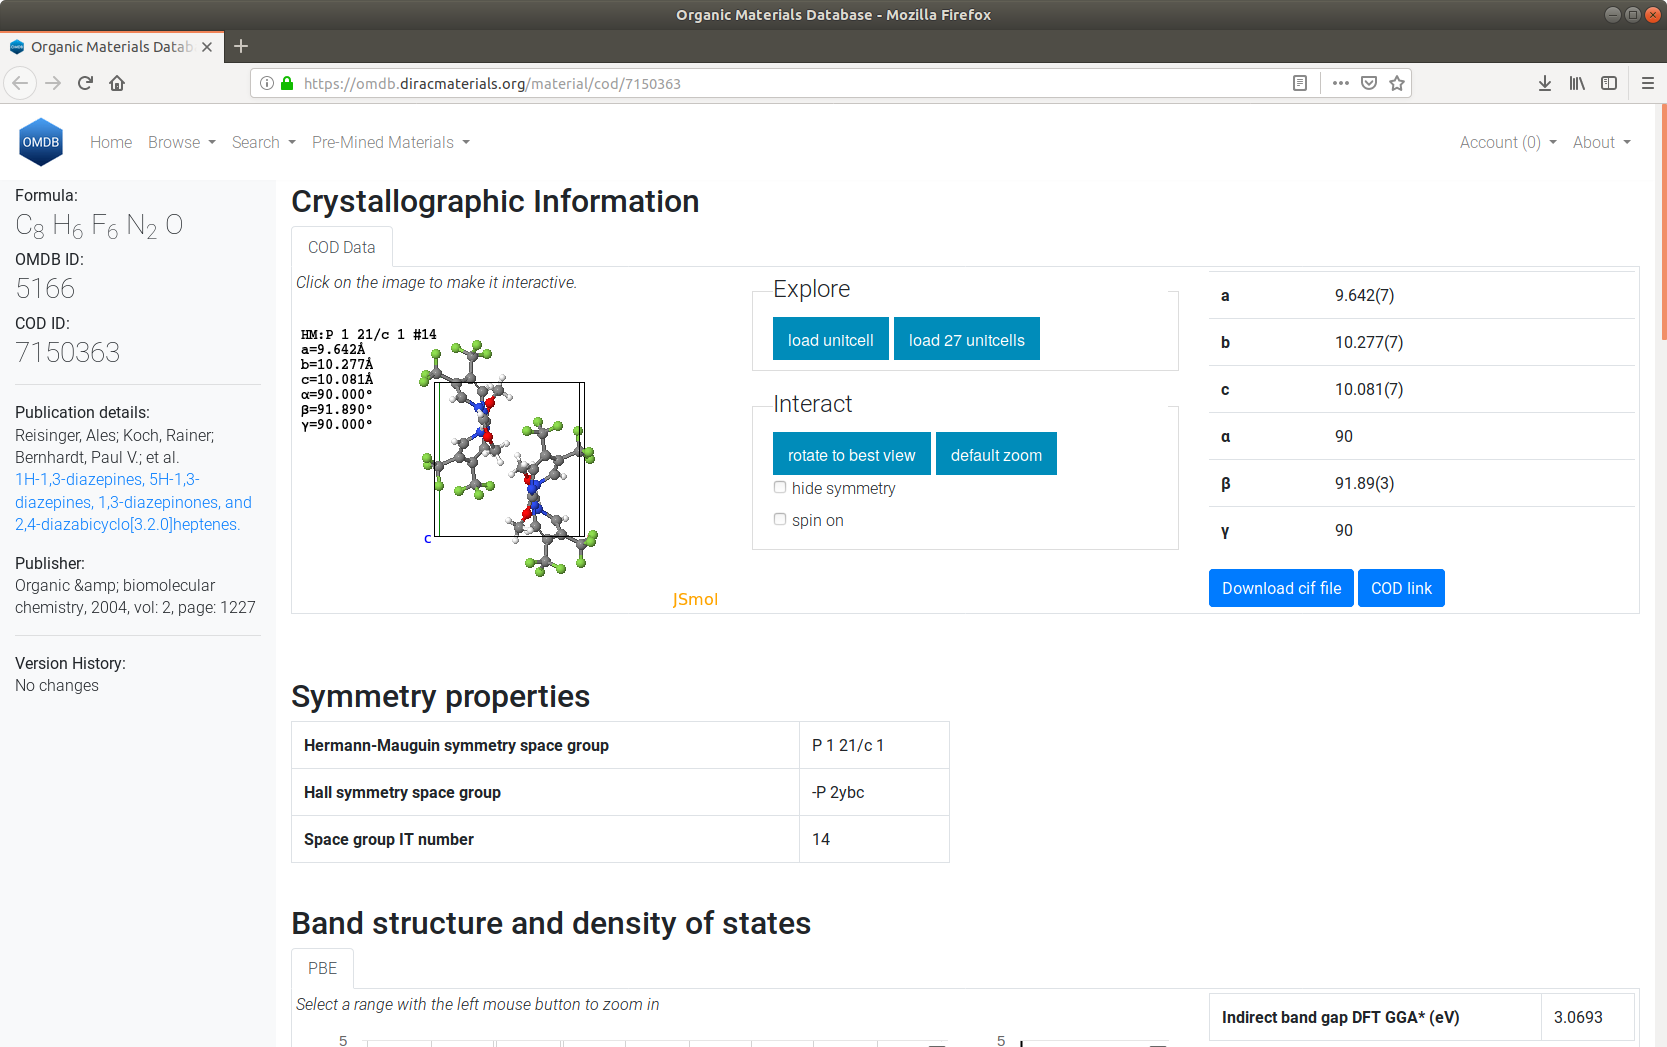 Organic Materials Database - Mozilla Firefox
Organic Materials Datab
https://omdb.diracmaterials.org/material/cod/7150363
OMDB
Home Browse Search Pre-Mined Materials Account (0) About
Formula:
C8 H6 F6 N2 O
OMDB ID:
5166
COD ID:
7150363
Publication details:
Reisinger, Ales; Koch, Rainer;
Bernhardt, Paul V.; et al.
1H-1,3-diazepines, 5H-1,3-
diazepines, 1,3-diazepinones, and
2,4-diazabicyclo[3.2.0]heptenes.
Publisher:
Organic &amp; biomolecular
chemistry, 2004, vol: 2, page: 1227
Version History:
No changes
Crystallographic Information
COD Data
Click on the image to make it interactive.
HM:P 1 21/c 1 #14
a=9.642Å
b=10.277Å
c=10.081Å
α=90.000°
β=91.890°
γ=90.000°
c
JSmol
Explore
load unitcell load 27 unitcells
Interact
rotate to best view default zoom
hide symmetry
spin on
a 9.642(7)
b 10.277(7)
c 10.081(7)
α 90
β 91.89(3)
γ 90
Download cif file COD link
Symmetry properties
Hermann-Mauguin symmetry space group P 1 21/c 1
Hall symmetry space group -P 2ybc
Space group IT number 14
Band structure and density of states
PBE
Select a range with the left mouse button to zoom in
5 5
Indirect band gap DFT GGA* (eV) 3.0693